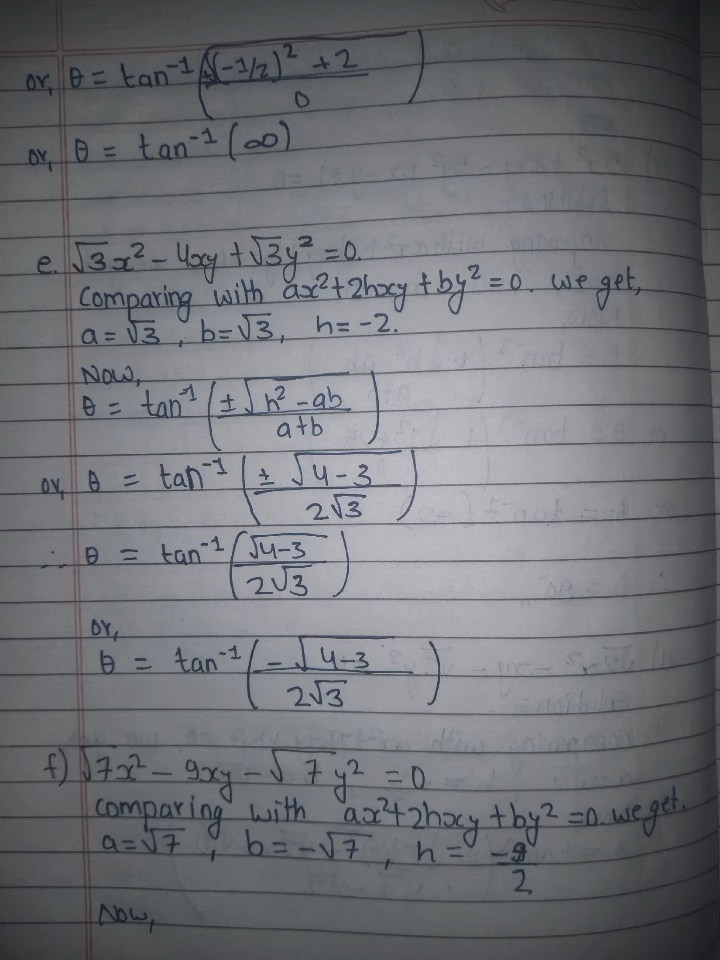 or, θ = tan⁻¹ (±√(-1/2)² + 2 / 0)
or, θ = tan⁻¹ (∞)
e. √3x² - 4xy + √3y² = 0.
Comparing with ax²+2hxy + by² = 0. we get,
a = √3 , b = √3, h = -2.
Now,
θ = tan⁻¹ (± √h² - ab / a+b)
or, θ = tan⁻¹ (± √4-3 / 2√3)
∴ θ = tan⁻¹ (√4-3 / 2√3)
or,
θ = tan⁻¹ (-√4-3 / 2√3)
f) √7x² - 9xy - √7y² = 0
Comparing with ax²+2hxy + by² = 0. we get.
a = √7 , b = -√7 , h = -9/2
Now,